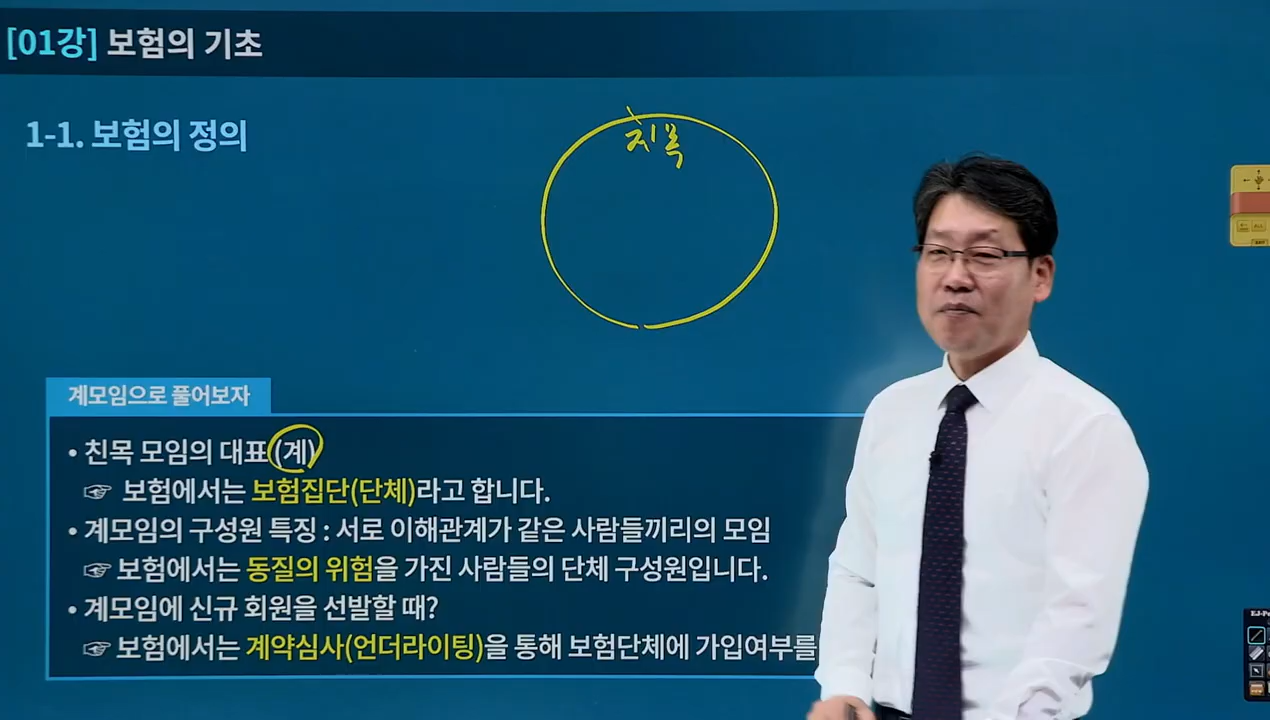 [01강] 보험의 기초
1-1. 보험의 정의
친목
계모임으로 풀어보자
• 친목 모임의 대표(계)
☞ 보험에서는 보험집단(단체)라고 합니다.
• 계모임의 구성원 특징 : 서로 이해관계가 같은 사람들끼리의 모임
☞ 보험에서는 동질의 위험을 가진 사람들의 단체 구성원입니다.
• 계모임에 신규 회원을 선발할 때?
☞ 보험에서는 계약심사(언더라이팅)을 통해 보험단체에 가입여부를